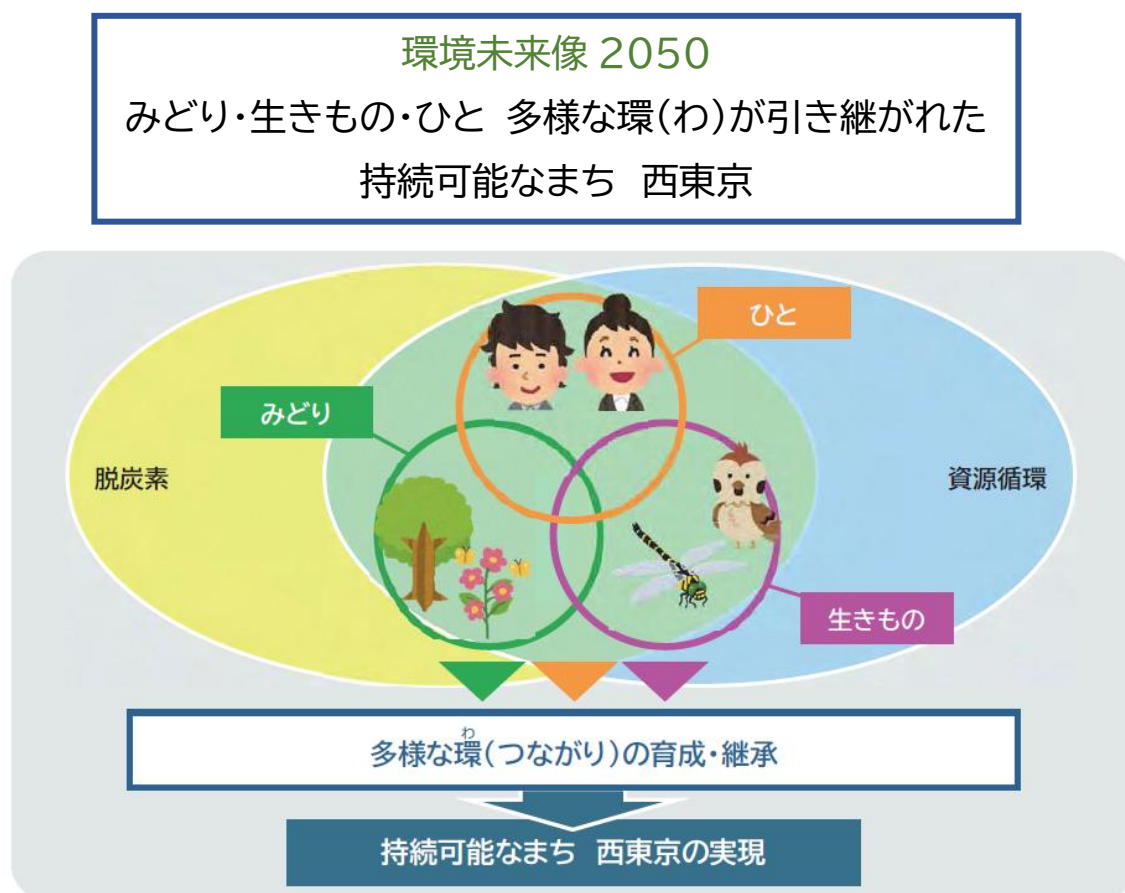 環境未来像 2050
みどり・生きもの・ひと 多様な環(わ)が引き継がれた
持続可能なまち 西東京
ひと
みどり
脱炭素
資源循環
生きもの
わ
多様な環(つながり)の育成・継承
持続可能なまち 西東京の実現